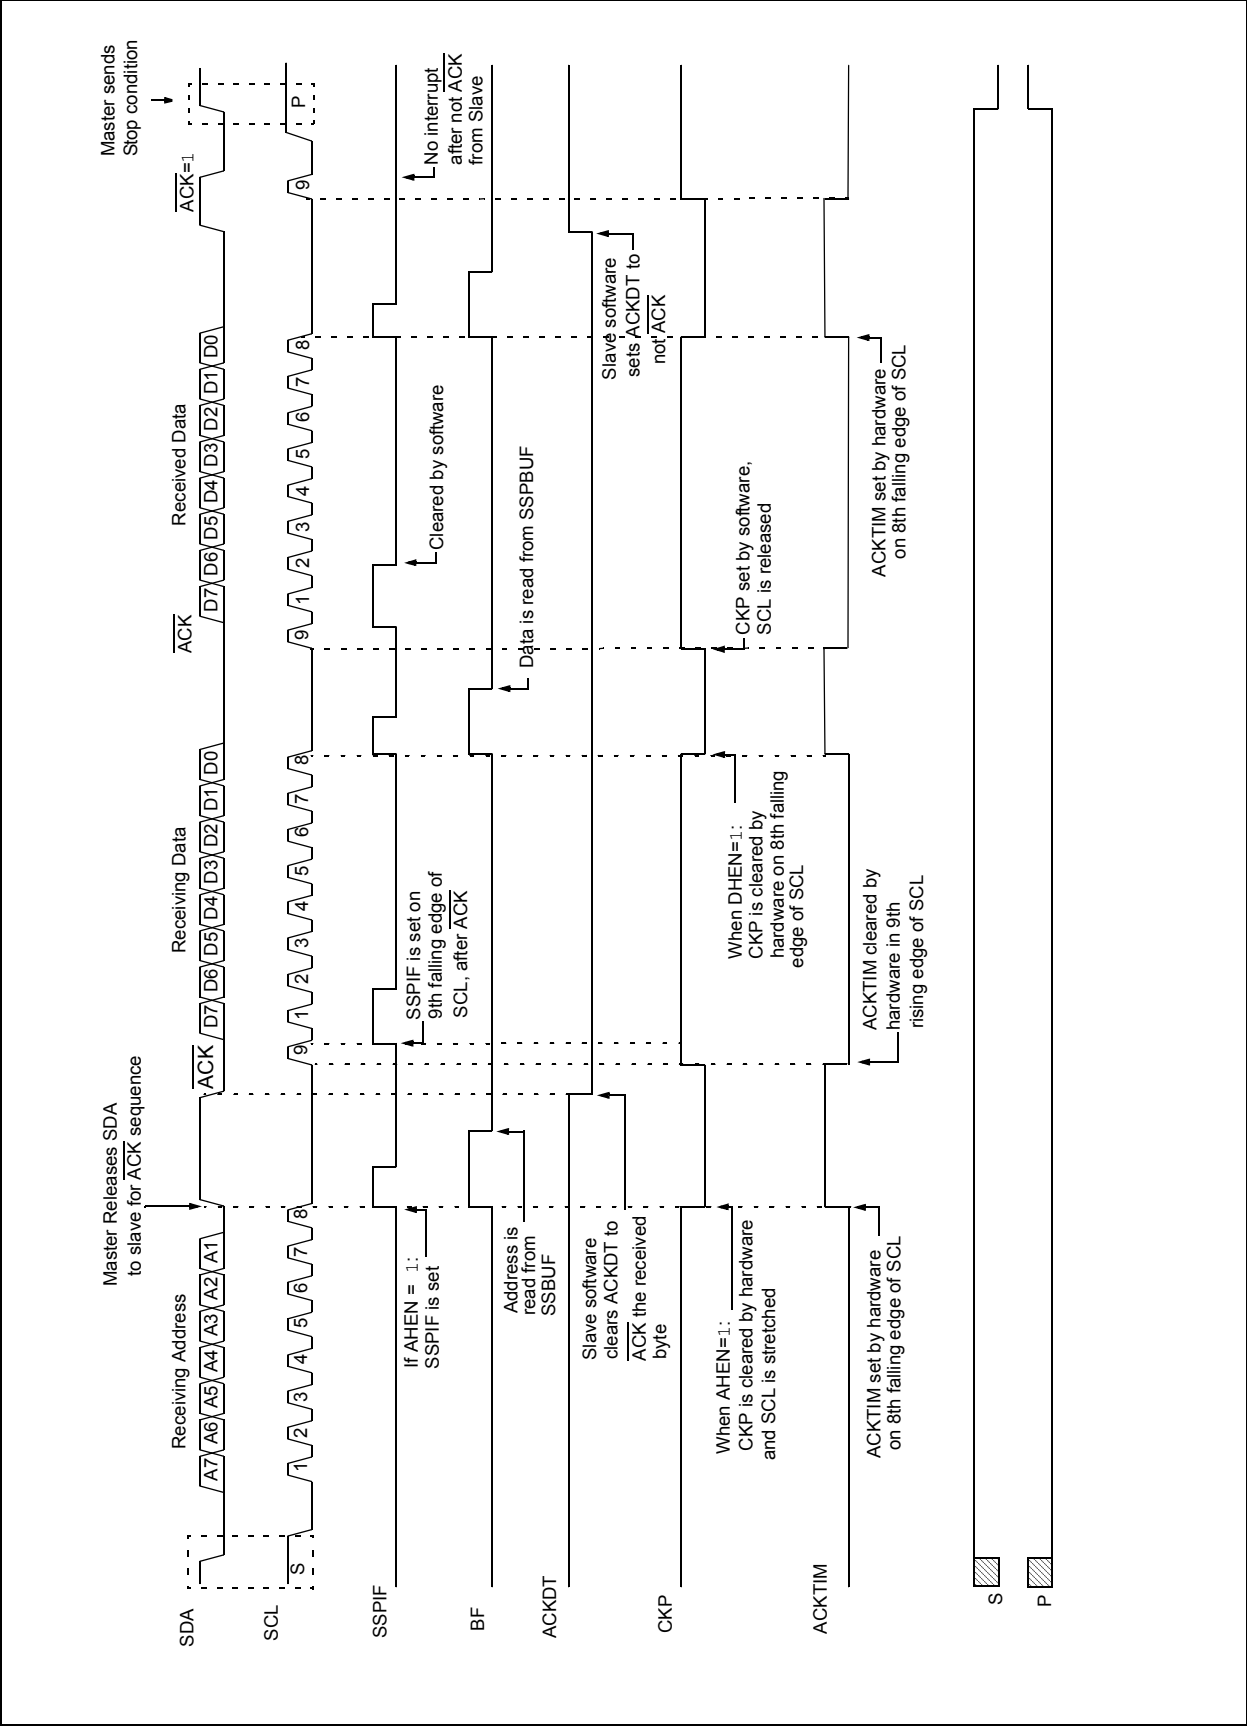 Master Releases SDA
to slave for ACK sequence
Master sends
Stop condition
Receiving Address
Receiving Data
Received Data
ACK
ACK
ACK=1
SDA
A7 A6 A5 A4 A3 A2 A1
D7 D6 D5 D4 D3 D2 D1 D0
D7 D6 D5 D4 D3 D2 D1 D0
SCL
S
1 2 3 4 5 6 7 8 9
1 2 3 4 5 6 7 8 9
1 2 3 4 5 6 7 8 9
P
SSPIF
If AHEN = 1:
SSPIF is set
SSPIF is set on
9th falling edge of
SCL, after ACK
Cleared by software
No interrupt
after not ACK
from Slave
BF
Address is
read from
SSBUF
Data is read from SSPBUF
ACKDT
Slave software
clears ACKDT to
ACK the received
byte
Slave software
sets ACKDT to
not ACK
CKP
When AHEN=1:
CKP is cleared by hardware
and SCL is stretched
When DHEN=1:
CKP is cleared by
hardware on 8th falling
edge of SCL
CKP set by software,
SCL is released
ACKTIM
ACKTIM set by hardware
on 8th falling edge of SCL
ACKTIM cleared by
hardware in 9th
rising edge of SCL
ACKTIM set by hardware
on 8th falling edge of SCL
S
P